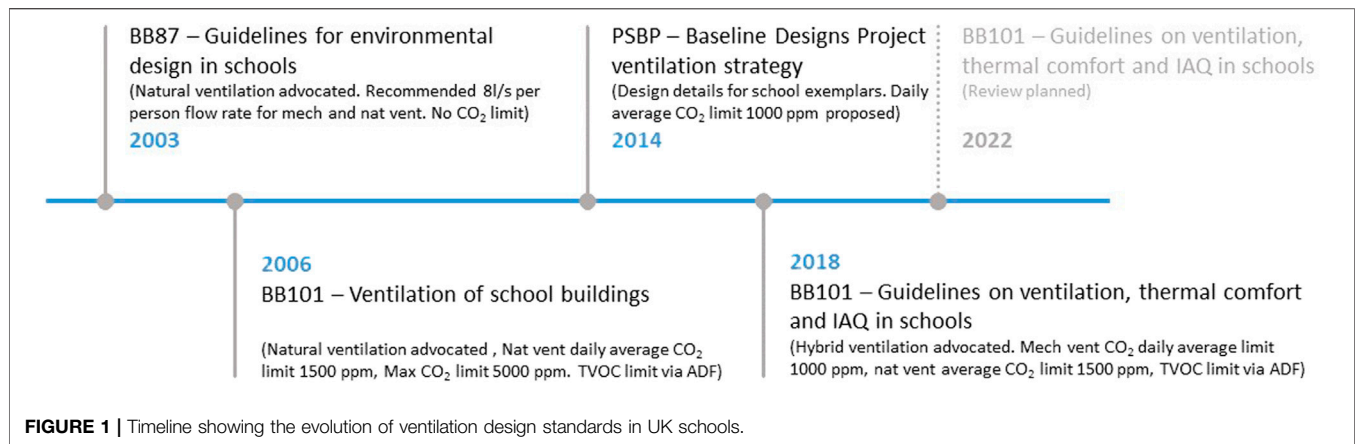 BB87 – Guidelines for environmental
design in schools
(Natural ventilation advocated. Recommended 8l/s per
person flow rate for mech and nat vent. No CO₂ limit)
2003
PSBP – Baseline Designs Project
ventilation strategy
(Design details for school exemplars. Daily
average CO₂ limit 1000 ppm proposed)
2014
BB101 – Guidelines on ventilation,
thermal comfort and IAQ in schools
(Review planned)
2022
2006
BB101 – Ventilation of school buildings
(Natural ventilation advocated , Nat vent daily average CO₂
limit 1500 ppm, Max CO₂ limit 5000 ppm. TVOC limit via ADF)
2018
BB101 – Guidelines on ventilation, thermal comfort
and IAQ in schools
(Hybrid ventilation advocated. Mech vent CO₂ daily average limit
1000 ppm, nat vent average CO₂ limit 1500 ppm, TVOC limit via ADF)
FIGURE 1 | Timeline showing the evolution of ventilation design standards in UK schools.